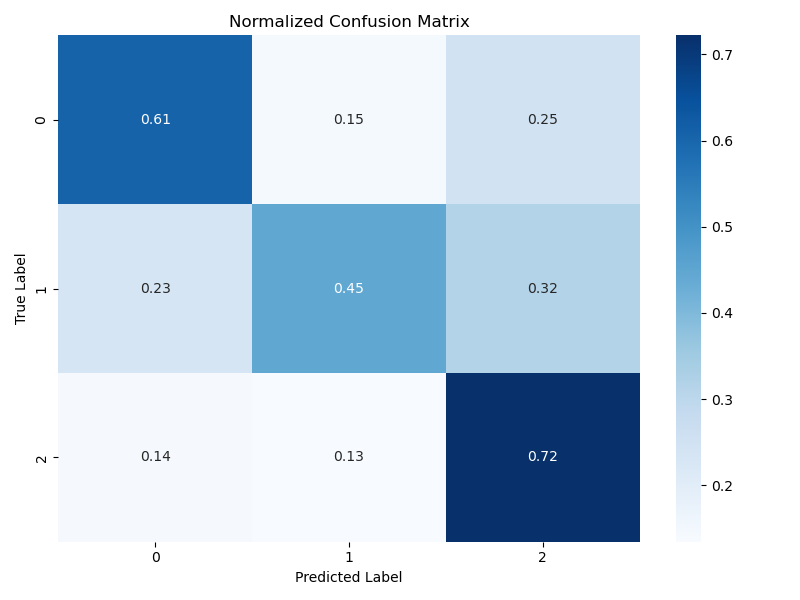 Normalized Confusion Matrix
0.7
0
0.61 0.15 0.25
0.6
0.5
True Label
1
0.23 0.45 0.32
0.4
0.3
2
0.14 0.13 0.72
0.2
0 1 2
Predicted Label